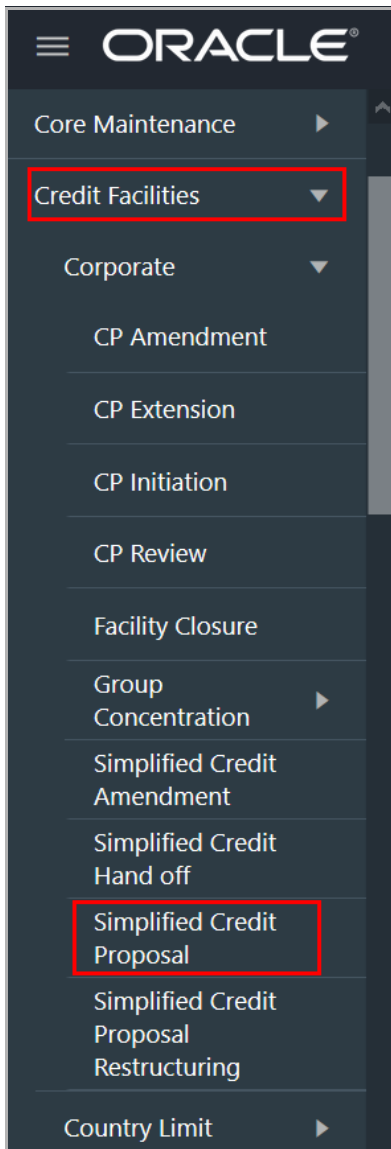 ORACLE®
Core Maintenance
Credit Facilities
Corporate
CP Amendment
CP Extension
CP Initiation
CP Review
Facility Closure
Group
Concentration
Simplified Credit
Amendment
Simplified Credit
Hand off
Simplified Credit
Proposal
Simplified Credit
Proposal
Restructuring
Country Limit